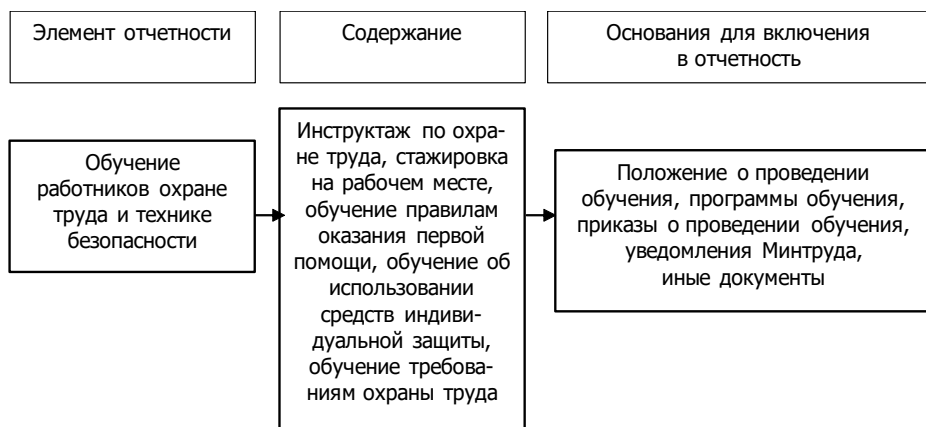 Элемент отчетности
Содержание
Основания для включения
в отчетность
Обучение
работников охране
труда и технике
безопасности
Инструктаж по охра-
не труда, стажировка
на рабочем месте,
обучение правилам
оказания первой
помощи, обучение об
использовании
средств индиви-
дуальной защиты,
обучение требова-
ниям охраны труда
Положение о проведении
обучения, программы обучения,
приказы о проведении обучения,
уведомления Минтруда,
иные документы